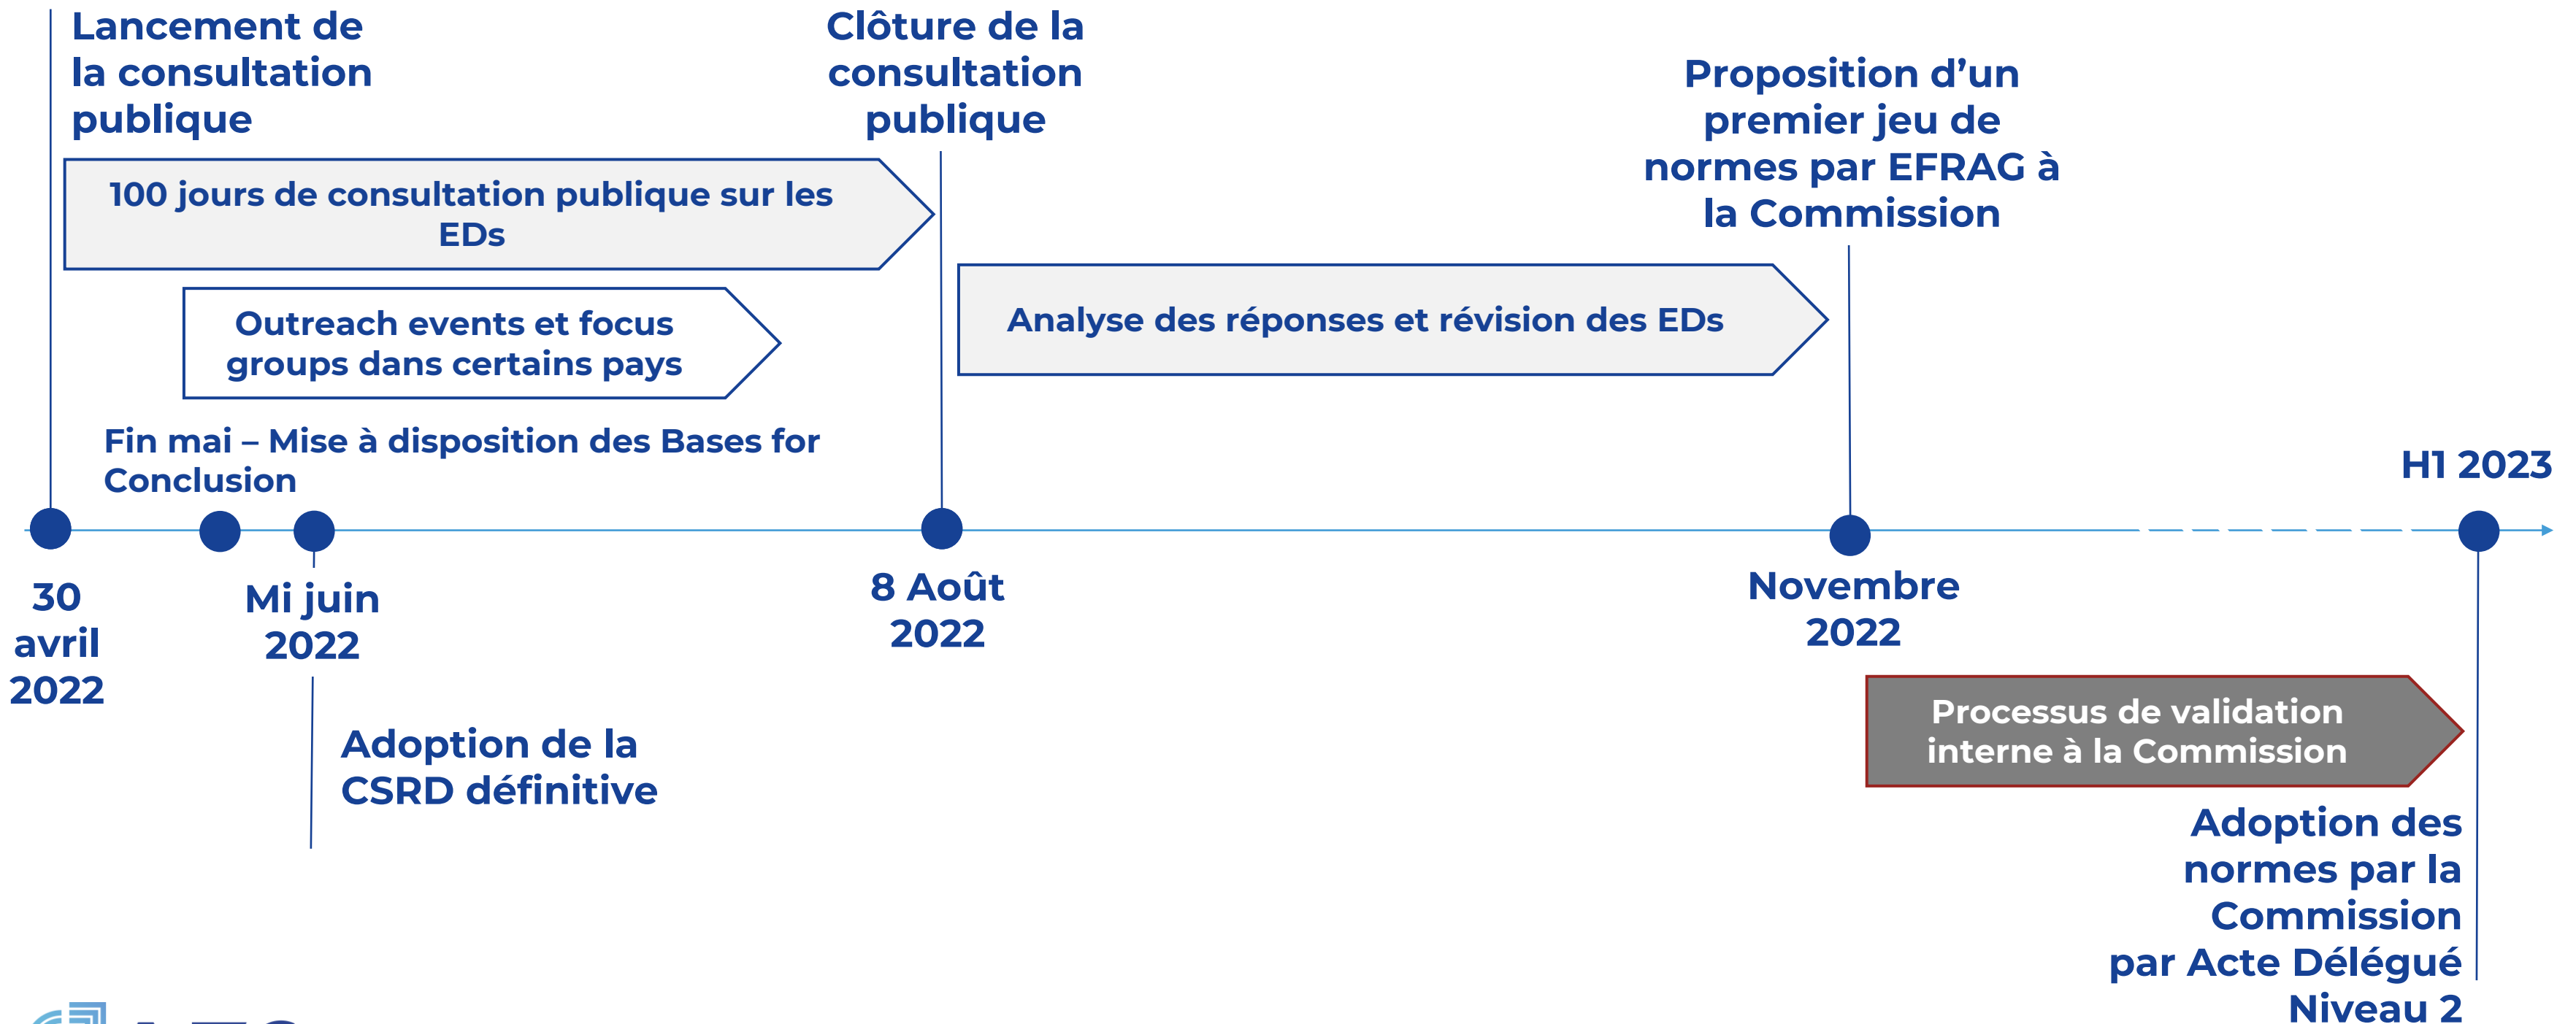 Lancement de
la consultation
publique
Clôture de la
consultation
publique
Proposition d’un
premier jeu de
normes par EFRAG à
la Commission
100 jours de consultation publique sur les
EDs
Outreach events et focus
groups dans certains pays
Analyse des réponses et révision des EDs
Fin mai – Mise à disposition des Bases for
Conclusion
H1 2023
30
avril
2022
Mi juin
2022
8 Août
2022
Novembre
2022
Adoption de la
CSRD définitive
Processus de validation
interne à la Commission
Adoption des
normes par la
Commission
par Acte Délégué
Niveau 2